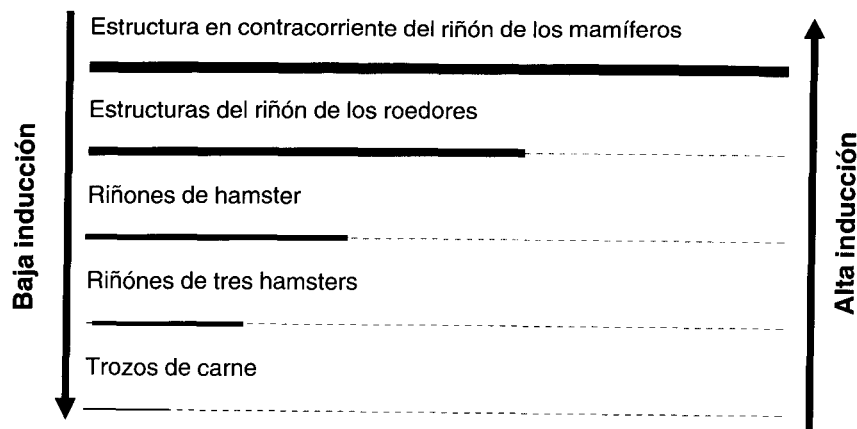 Estructura en contracorriente del riñón de los mamíferos
Estructuras del riñón de los roedores
Riñones de hamster
Riñónes de tres hamsters
Trozos de carne
Baja inducción
Alta inducción